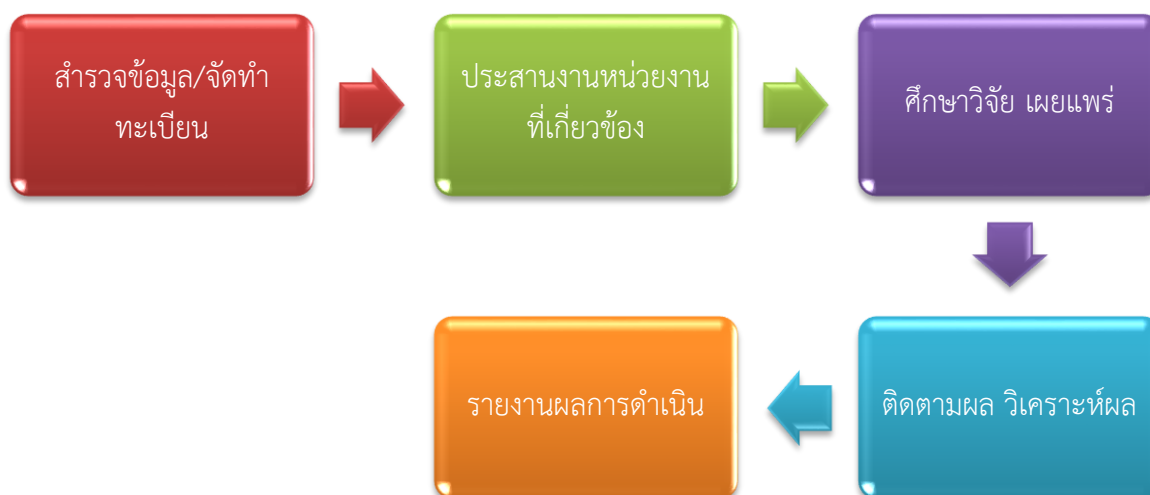 สำรวจข้อมูล/จัดทำ
ทะเบียน
ประสานงานหน่วยงาน
ที่เกี่ยวข้อง
ศึกษาวิจัย เผยแพร่
ติดตามผล วิเคราะห์ผล
รายงานผลการดำเนิน